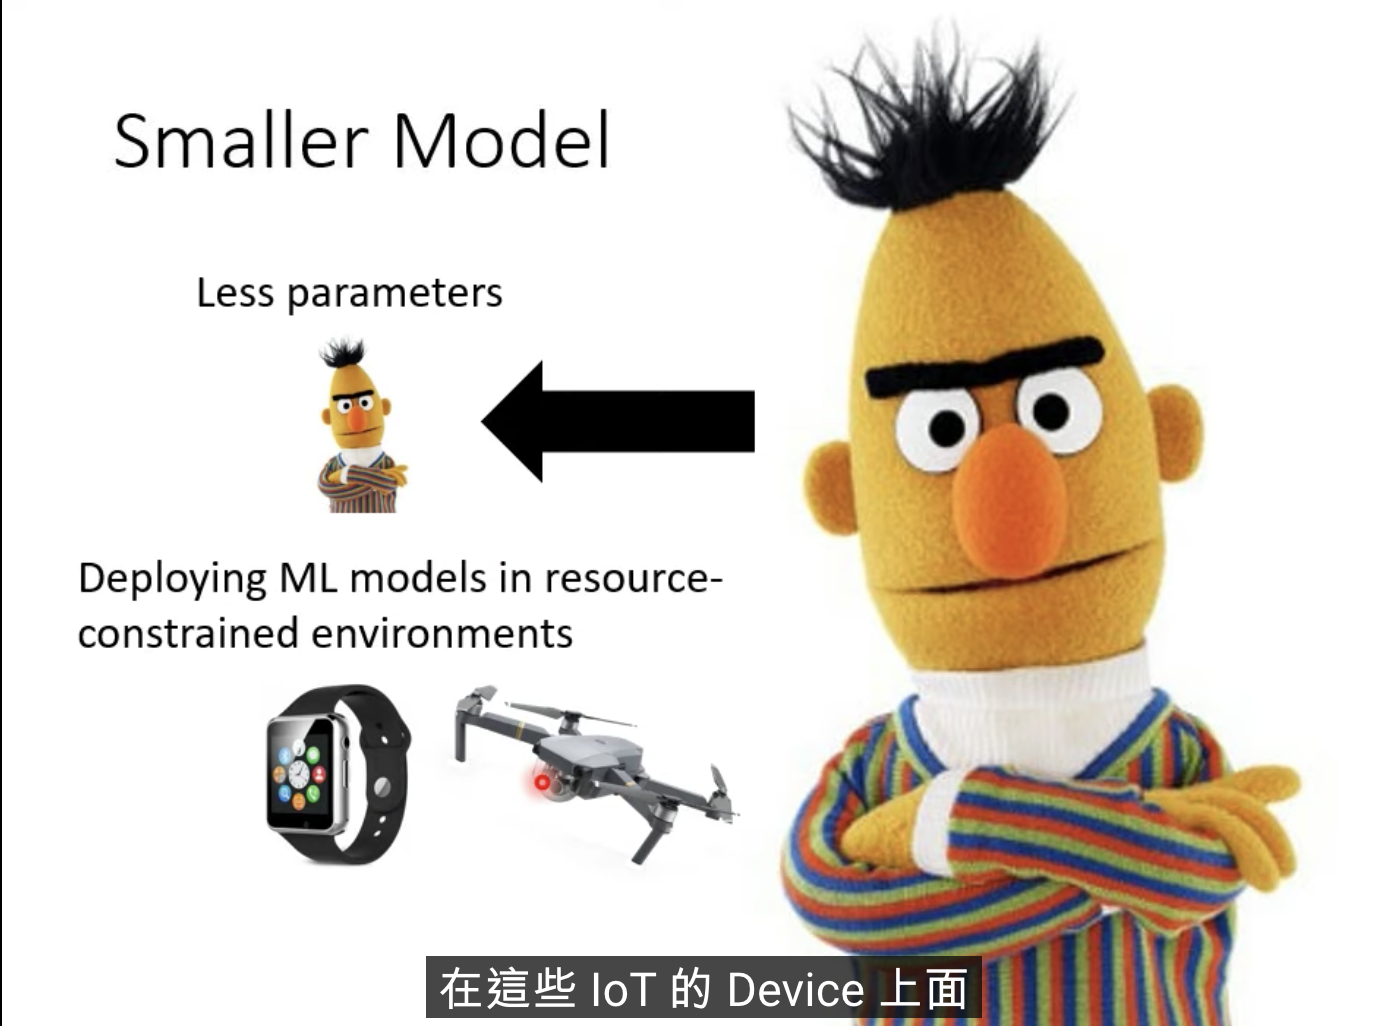 Smaller Model
Less parameters
Deploying ML models in resource-
constrained environments
在這些 IoT 的 Device 上面